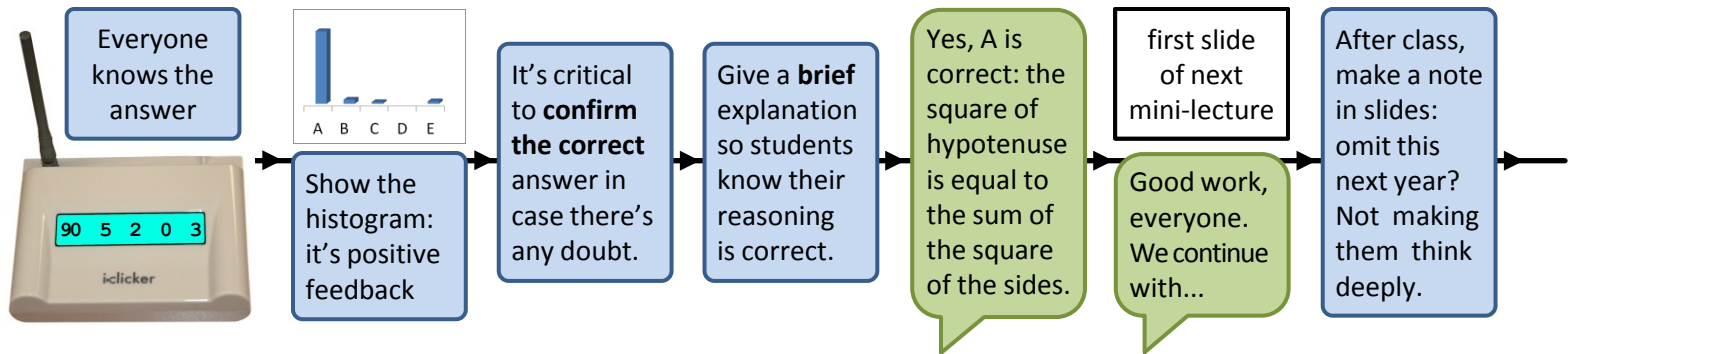 Everyone
knows the
answer
90 5 2 0 3
i>clicker
A B C D E
Show the
histogram:
it's positive
feedback
It's critical
to confirm
the correct
answer in
case there's
any doubt.
Give a brief
explanation
so students
know their
reasoning
is correct.
Yes, A is
correct: the
square of
hypotenuse
is equal to
the sum of
the square
of the sides.
first slide
of next
mini-lecture
Good work,
everyone.
We continue
with...
After class,
make a note
in slides:
omit this
next year?
Not making
them think
deeply.